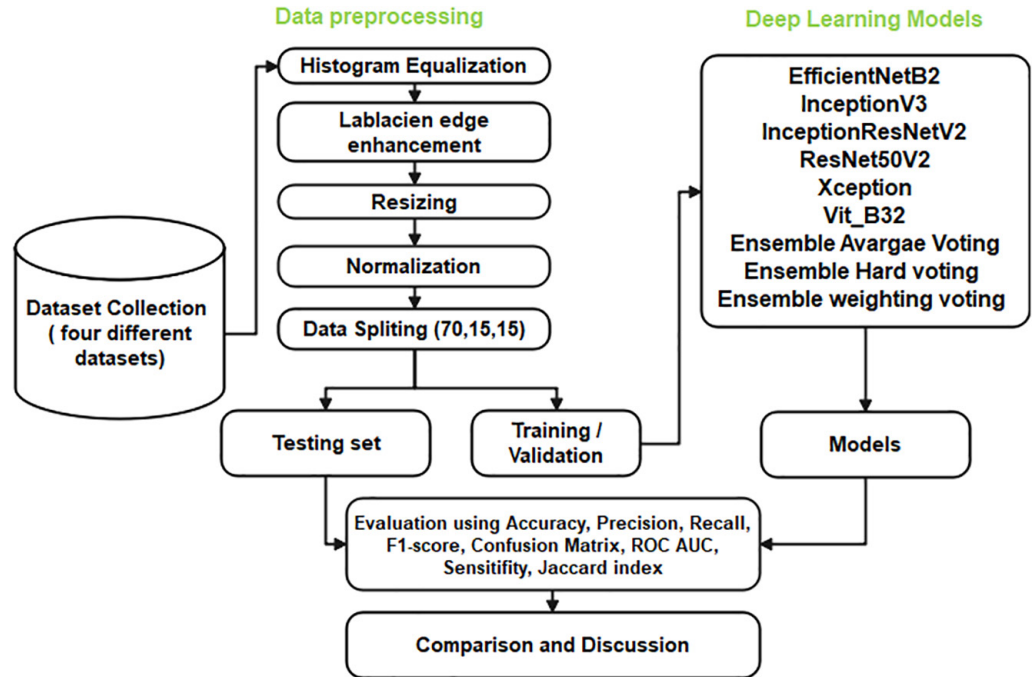 Data preprocessing
Deep Learning Models
Histogram Equalization
Lablacien edge
enhancement
Resizing
Normalization
Data Spliting (70,15,15)
Dataset Collection
( four different
datasets)
EfficientNetB2
InceptionV3
InceptionResNetV2
ResNet50V2
Xception
Vit_B32
Ensemble Avargae Voting
Ensemble Hard voting
Ensemble weighting voting
Testing set
Training /
Validation
Models
Evaluation using Accuracy, Precision, Recall,
F1-score, Confusion Matrix, ROC AUC,
Sensitifity, Jaccard index
Comparison and Discussion